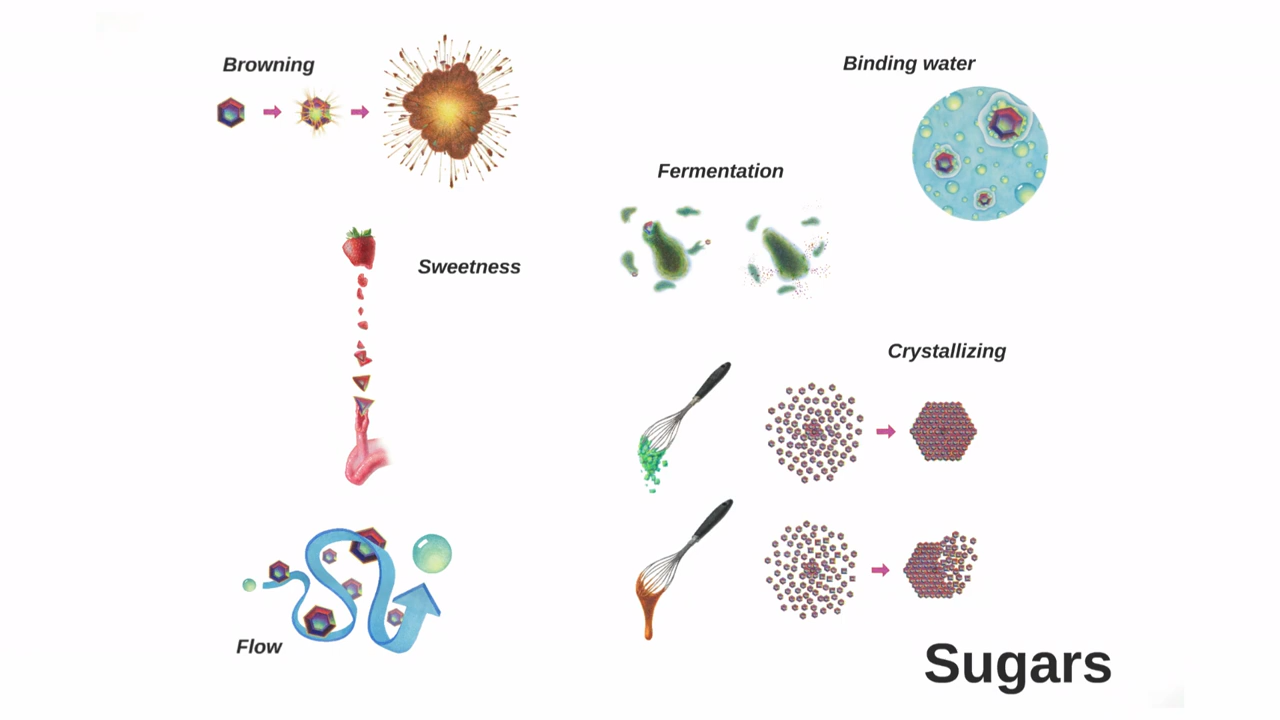 Browning
Binding water
Fermentation
Sweetness
Crystallizing
Flow
Sugars